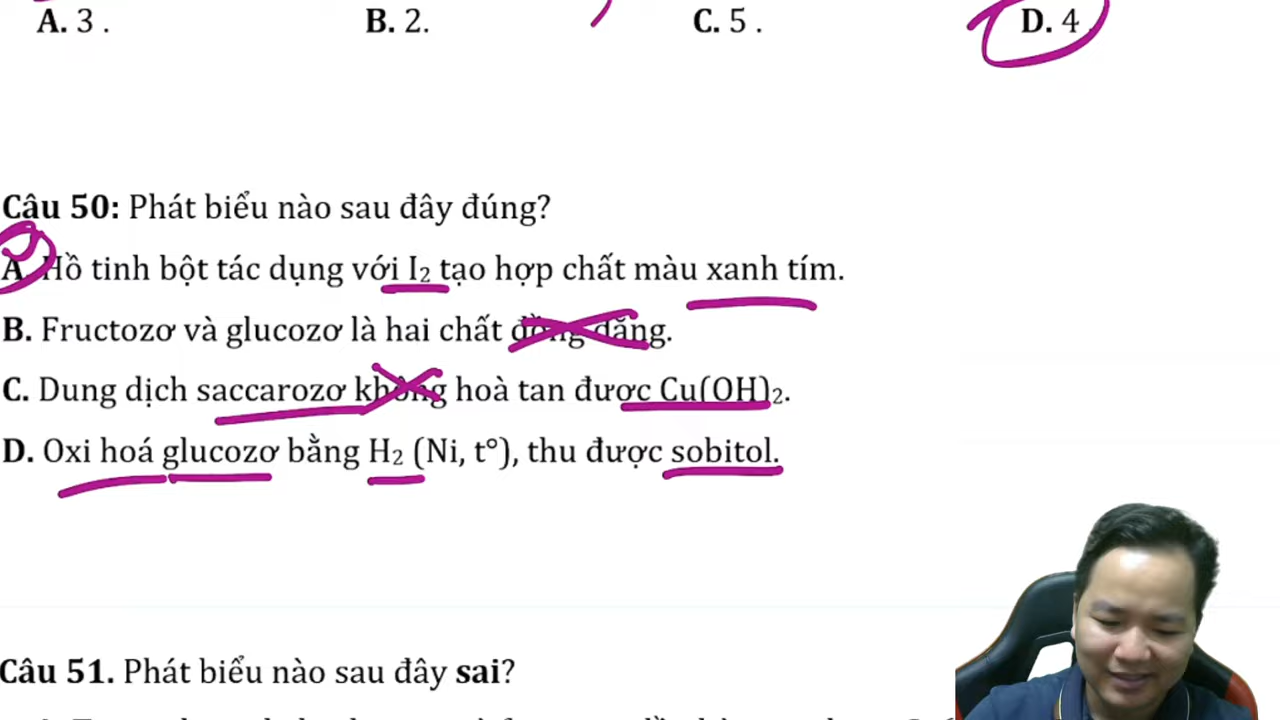 A. 3 . B. 2. C. 5 . D. 4
Câu 50: Phát biểu nào sau đây đúng?
A. Hồ tinh bột tác dụng với I₂ tạo hợp chất màu xanh tím.
B. Fructozơ và glucozơ là hai chất đồng đẳng.
C. Dung dịch saccarozơ không hoà tan được Cu(OH)₂.
D. Oxi hoá glucozơ bằng H₂ (Ni, t°), thu được sobitol.
Câu 51. Phát biểu nào sau đây sai?